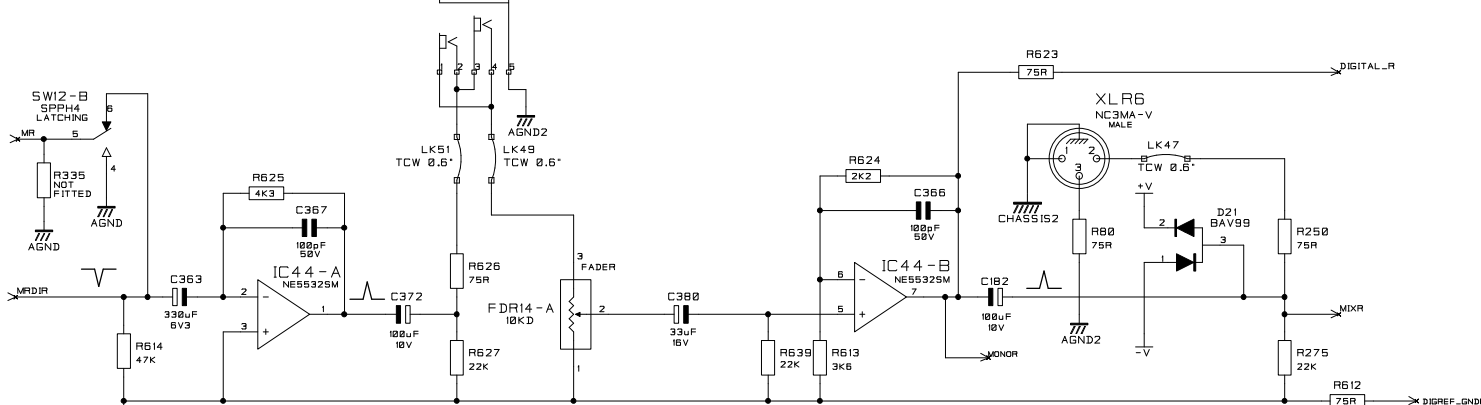 SW12-B
SPPH4
LATCHING
6
MR
5
4
R335
NOT
FITTED
AGND
AGND
MRDIR
C363
330uF
6V3
R614
47K
R625
4K3
C367
100pF
50V
IC44-A
NE5532SM
2
-
3
+
1
C372
100uF
10V
1
2
3
4
5
AGND2
LK51
TCW 0.6"
LK49
TCW 0.6"
R626
75R
R627
22K
3
FADER
FDR14-A
10KD
2
1
C380
33uF
16V
R639
22K
R613
3K6
R624
2K2
C366
100pF
50V
IC44-B
NE5532SM
6
-
5
+
7
MONOR
C182
100uF
10V
R623
75R
DIGITAL_R
XLR6
NC3MA-V
MALE
1
2
3
LK47
TCW 0.6"
CHASSIS2
R80
75R
AGND2
+V
2
D21
BAV99
3
1
-V
R250
75R
MIXR
R275
22K
R612
75R